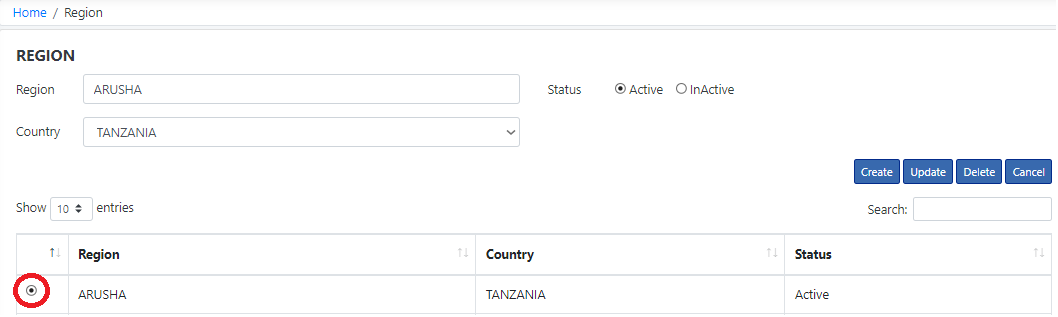 Home / Region
REGION
Region ARUSHA Status Active InActive
Country TANZANIA
Create Update Delete Cancel
Show 10 entries Search:
Region Country Status
ARUSHA TANZANIA Active